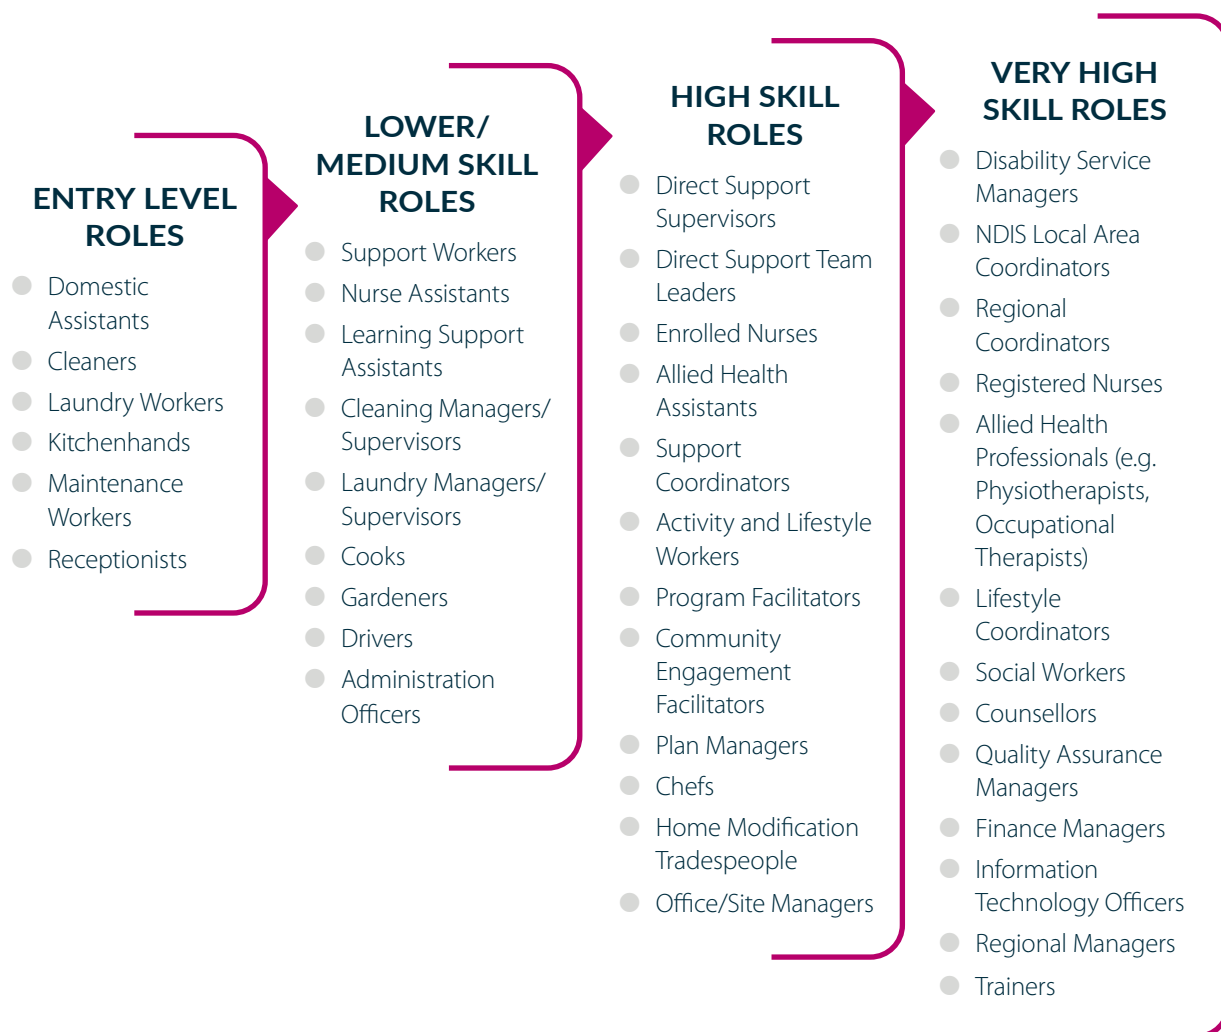 ENTRY LEVEL
ROLES
Domestic
Assistants
Cleaners
Laundry Workers
Kitchenhands
Maintenance
Workers
Receptionists
LOWER/
MEDIUM SKILL
ROLES
Support Workers
Nurse Assistants
Learning Support
Assistants
Cleaning Managers/
Supervisors
Laundry Managers/
Supervisors
Cooks
Gardeners
Drivers
Administration
Officers
HIGH SKILL
ROLES
Direct Support
Supervisors
Direct Support Team
Leaders
Enrolled Nurses
Allied Health
Assistants
Support
Coordinators
Activity and Lifestyle
Workers
Program Facilitators
Community
Engagement
Facilitators
Plan Managers
Chefs
Home Modification
Tradespeople
Office/Site Managers
VERY HIGH
SKILL ROLES
Disability Service
Managers
NDIS Local Area
Coordinators
Regional
Coordinators
Registered Nurses
Allied Health
Professionals (e.g.
Physiotherapists,
Occupational
Therapists)
Lifestyle
Coordinators
Social Workers
Counsellors
Quality Assurance
Managers
Finance Managers
Information
Technology Officers
Regional Managers
Trainers